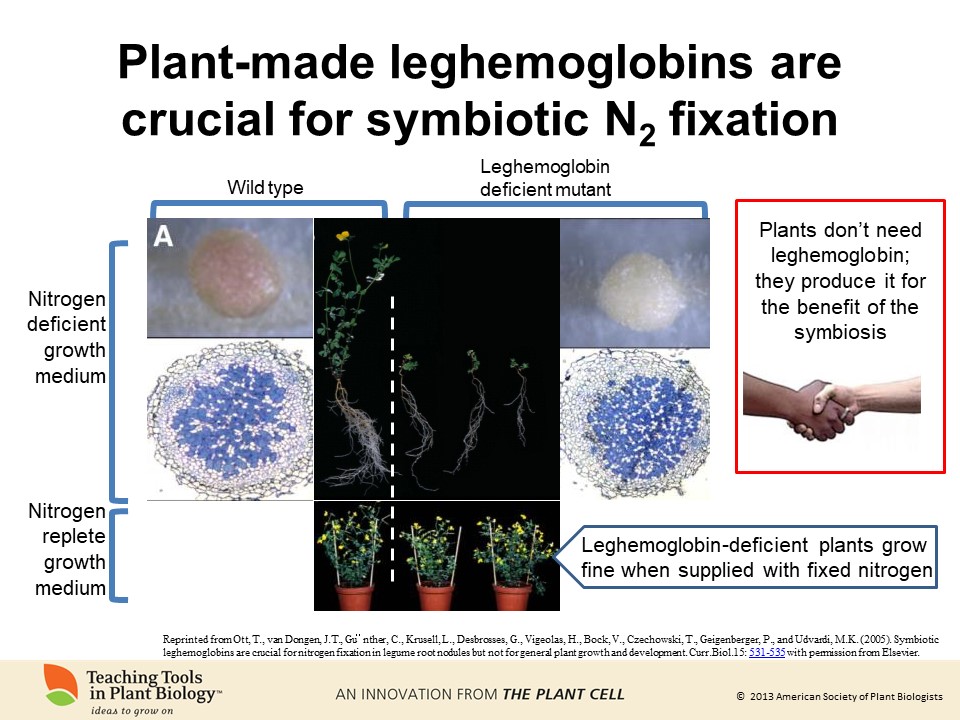 Plant-made leghemoglobins are
crucial for symbiotic N2 fixation
Wild type
Leghemoglobin
deficient mutant
Nitrogen
deficient
growth
medium
A
Plants don’t need
leghemoglobin;
they produce it for
the benefit of the
symbiosis
Nitrogen
replete
growth
medium
Leghemoglobin-deficient plants grow
fine when supplied with fixed nitrogen
Reprinted from Ott, T., van Dongen, J.T., Gu¨ nther, C., Krusell, L., Desbrosses, G., Vigeolas, H., Bock, V., Czechowski, T., Geigenberger, P., and Udvardi, M.K. (2005). Symbiotic
leghemoglobins are crucial for nitrogen fixation in legume root nodules but not for general plant growth and development. Curr.Biol.15: 531-535 with permission from Elsevier.
Teaching Tools
in Plant Biology™
ideas to grow on
AN INNOVATION FROM THE PLANT CELL
© 2013 American Society of Plant Biologists